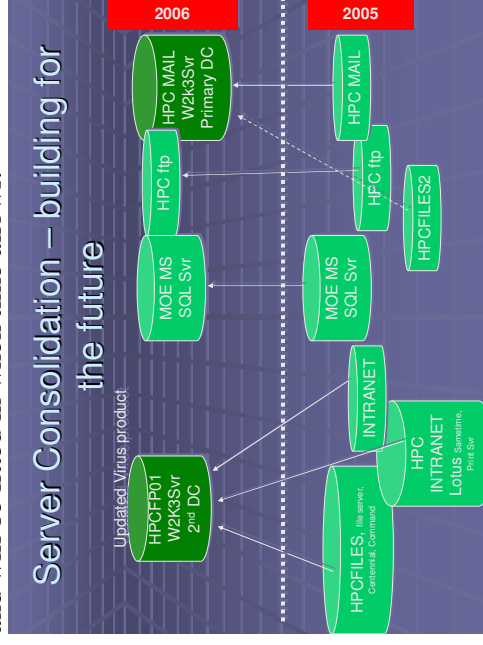 Server Consolidation – building for
the future
Updated Virus product
2006
HPCFP01
W2K3Svr
2nd DC
MOE MS
SQL Svr
HPC ftp
HPC MAIL
W2k3Svr
Primary DC
2005
HPCFILES, file server,
Centennial, Command
HPC
INTRANET
Lotus Sametime,
Print Svr
INTRANET
MOE MS
SQL Svr
HPCFILES2
HPC ftp
HPC MAIL